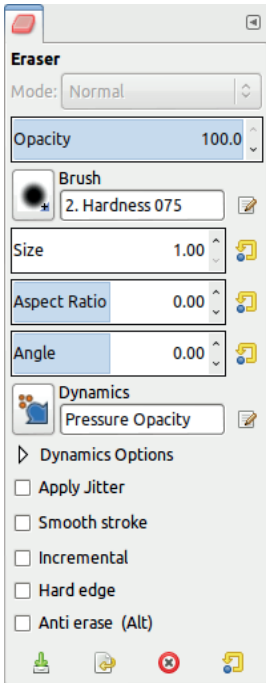 Eraser
Mode: Normal
Opacity 100.0
Brush
2. Hardness 075
Size 1.00
Aspect Ratio 0.00
Angle 0.00
Dynamics
Pressure Opacity
Dynamics Options
Apply Jitter
Smooth stroke
Incremental
Hard edge
Anti erase (Alt)